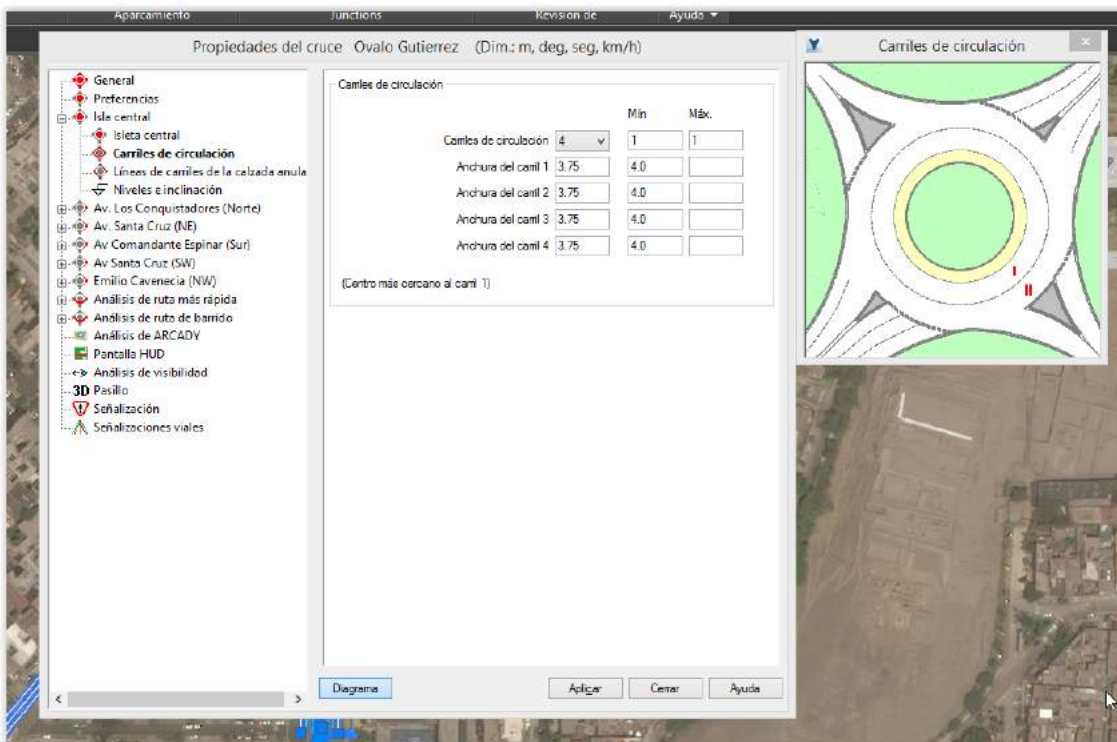 Aparcamiento Junctions Revisión de Ayuda
Propiedades del cruce Ovalo Gutierrez (Dim.: m, deg, seg, km/h)
Carriles de circulación
General
Preferencias
Isla central
Isleta central
Carriles de circulación
Líneas de carriles de la calzada anula
Niveles e inclinación
Av. Los Conquistadores (Norte)
Av. Santa Cruz (NE)
Av Comandante Espinar (Sur)
Av Santa Cruz (SW)
Emilio Cavenecia (NW)
Análisis de ruta más rápida
Análisis de ruta de barrido
Análisis de ARCADY
Pantalla HUD
Análisis de visibilidad
3D Pasillo
Señalización
Señalizaciones viales
Carriles de circulación
Mín Máx.
Carriles de circulación 4 1 1
Anchura del carril 1 3.75 4.0
Anchura del carril 2 3.75 4.0
Anchura del carril 3 3.75 4.0
Anchura del carril 4 3.75 4.0
(Centro más cercano al carril 1)
I
II
Diagrama Aplicar Cerrar Ayuda